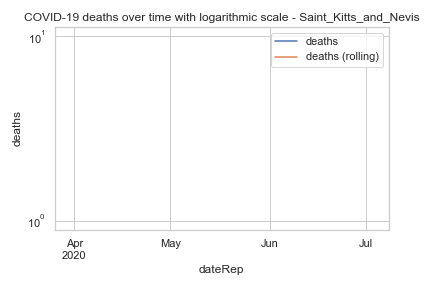 COVID-19 deaths over time with logarithmic scale - Saint_Kitts_and_Nevis
10¹
deaths
deaths (rolling)
deaths
10⁰
Apr
2020
May
Jun
Jul
dateRep